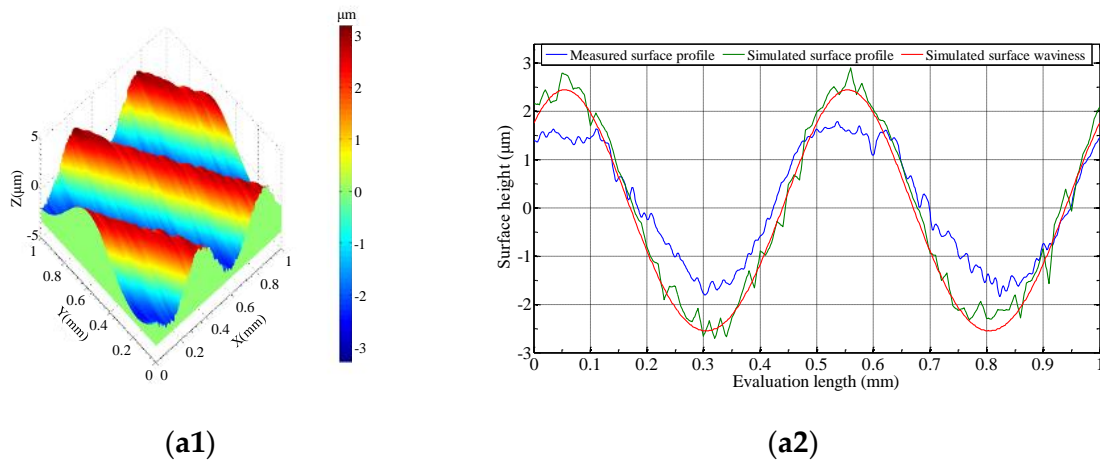 μm
3
2
1
0
-1
-2
-3
5
0
-5
Z(μm)
1
0.8
0.6
0.4
0.2
0
Y(mm)
0
0.2
0.4
0.6
0.8
1
X(mm)
(a1)
Measured surface profile Simulated surface profile Simulated surface waviness
3
2
1
0
-1
-2
-3
Surface height (μm)
0 0.1 0.2 0.3 0.4 0.5 0.6 0.7 0.8 0.9 1
Evaluation length (mm)
(a2)